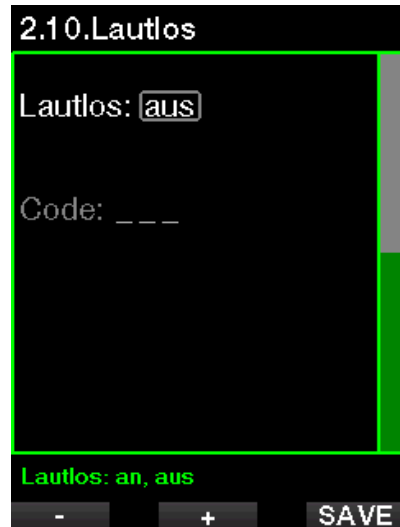 2.10.Lautlos
Lautlos: aus
Code: _ _ _
Lautlos: an, aus
- + SAVE